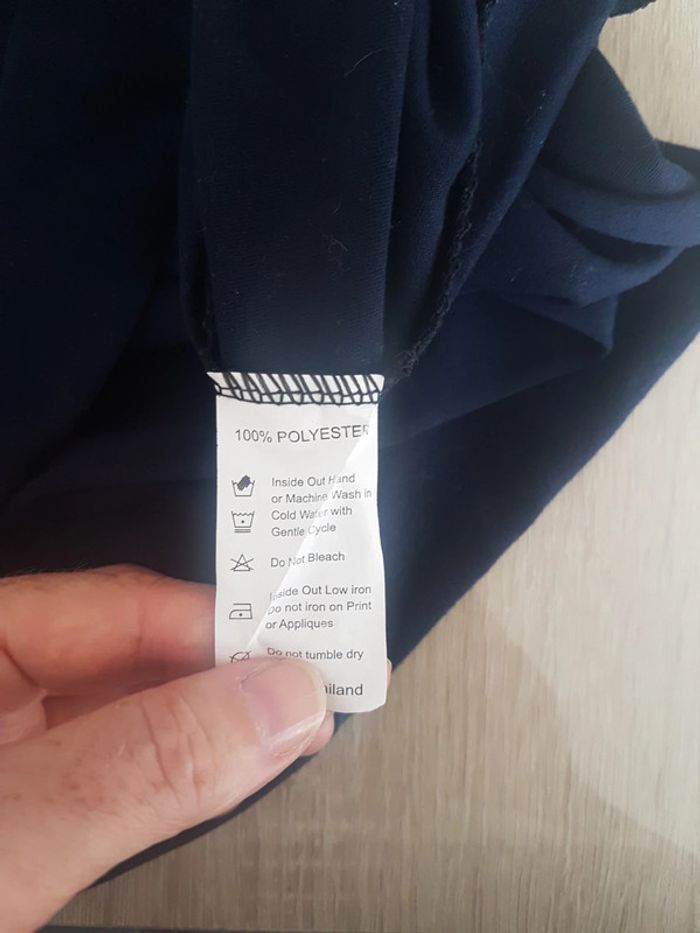 100% POLYESTER
Inside Out Hand
or Machine Wash in
Cold Water with
Gentle Cycle
Do Not Bleach
Inside Out Low iron
Do not iron on Print
or Appliques
Do not tumble dry